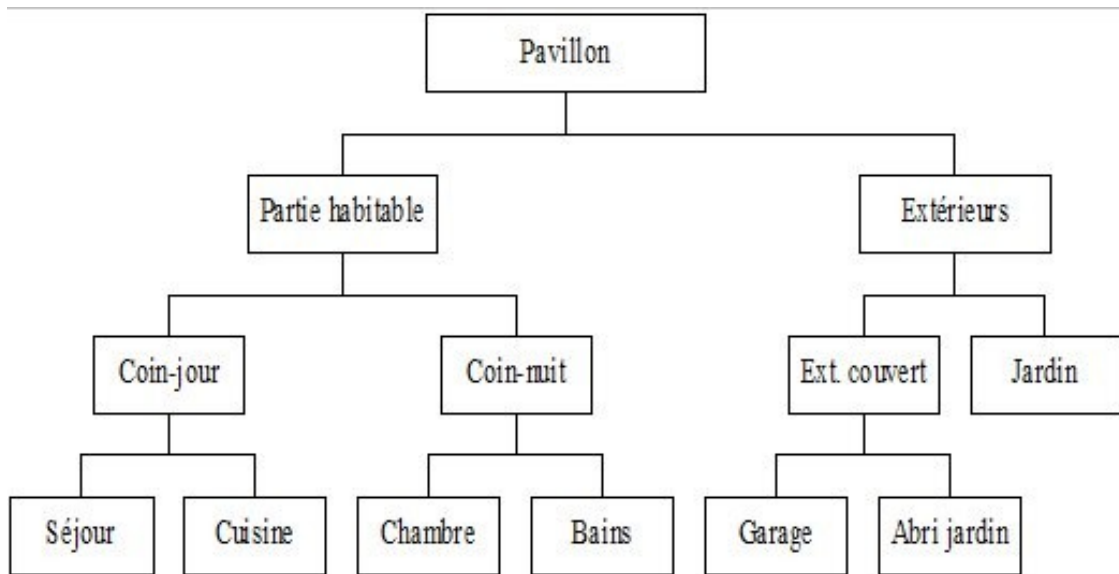 Pavillon
Partie habitable
Extérieurs
Coin-jour
Coin-nuit
Ext. couvert
Jardin
Séjour
Cuisine
Chambre
Bains
Garage
Abri jardin